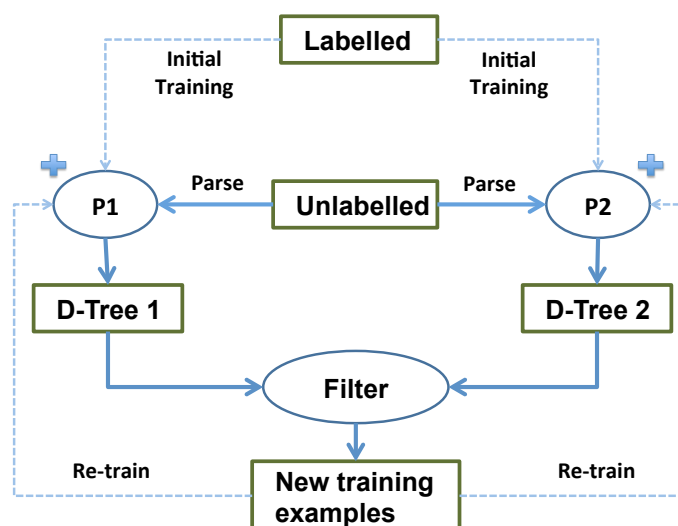 Labelled
Initial
Training
Initial
Training
Parse
Parse
P1
Unlabelled
P2
D-Tree 1
D-Tree 2
Filter
Re-train
Re-train
New training
examples